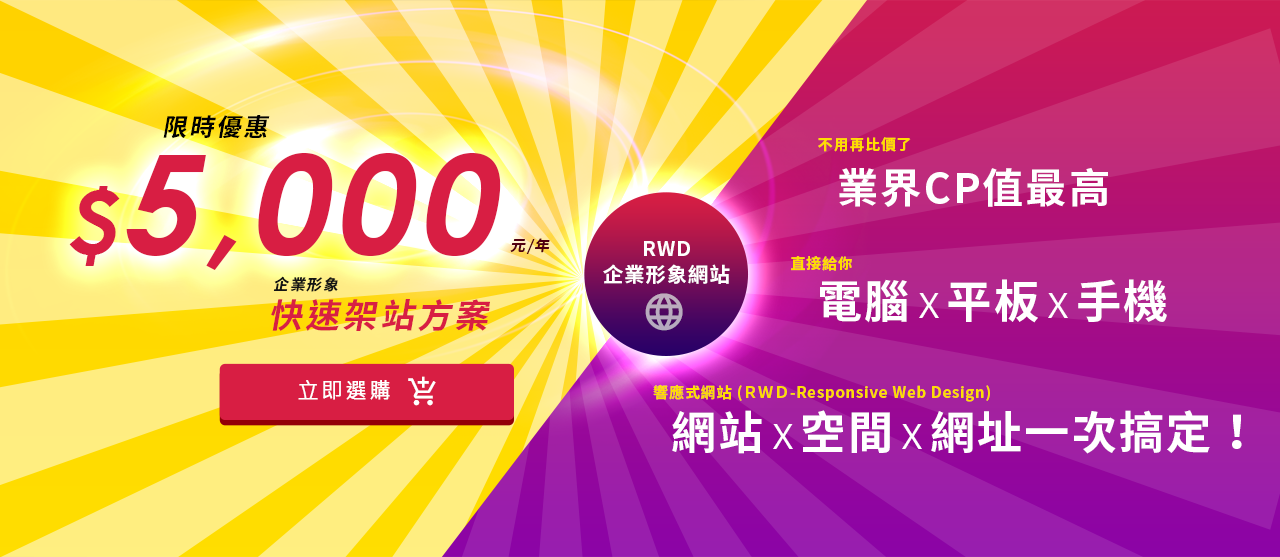 限時優惠
$5,000
元/年
企業形象
快速架站方案
立即選購
RWD
企業形象網站
不用再比價了
業界CP值最高
直接給你
電腦 X 平板 X 手機
響應式網站 (RWD-Responsive Web Design)
網站 X 空間 X 網址一次搞定！